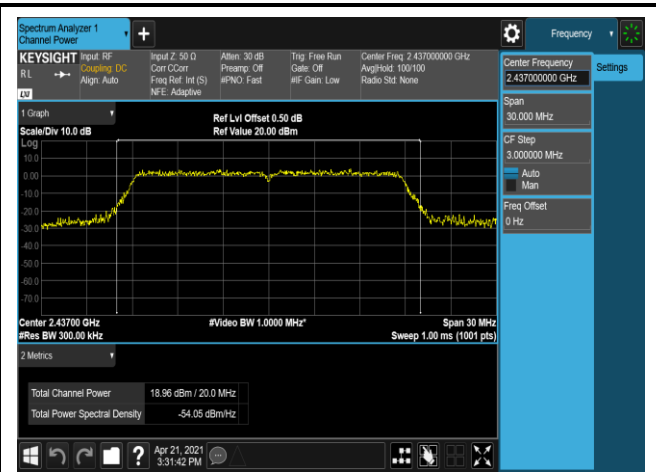 Spectrum Analyzer 1
Channel Power
+
Frequency
KEYSIGHT
RL
LXI
Input: RF
Coupling: DC
Align: Auto
Input Z: 50 Ω
Corr CCorr
Freq Ref: Int (S)
NFE: Adaptive
Atten: 30 dB
Preamp: Off
#PNO: Fast
Trig: Free Run
Gate: Off
#IF Gain: Low
Center Freq: 2.437000000 GHz
Avg|Hold: 100/100
Radio Std: None
Center Frequency
2.437000000 GHz
Settings
Span
30.000 MHz
CF Step
3.000000 MHz
Auto
Man
Freq Offset
0 Hz
1 Graph
Scale/Div 10.0 dB
Ref Lvl Offset 0.50 dB
Ref Value 20.00 dBm
Log
10.0
0.00
-10.0
-20.0
-30.0
-40.0
-50.0
-60.0
-70.0
Center 2.43700 GHz
#Video BW 1.0000 MHz*
Span 30 MHz
#Res BW 300.00 kHz
Sweep 1.00 ms (1001 pts)
2 Metrics
Total Channel Power 18.96 dBm / 20.0 MHz
Total Power Spectral Density -54.05 dBm/Hz
?
Apr 21, 2021
3:31:42 PM